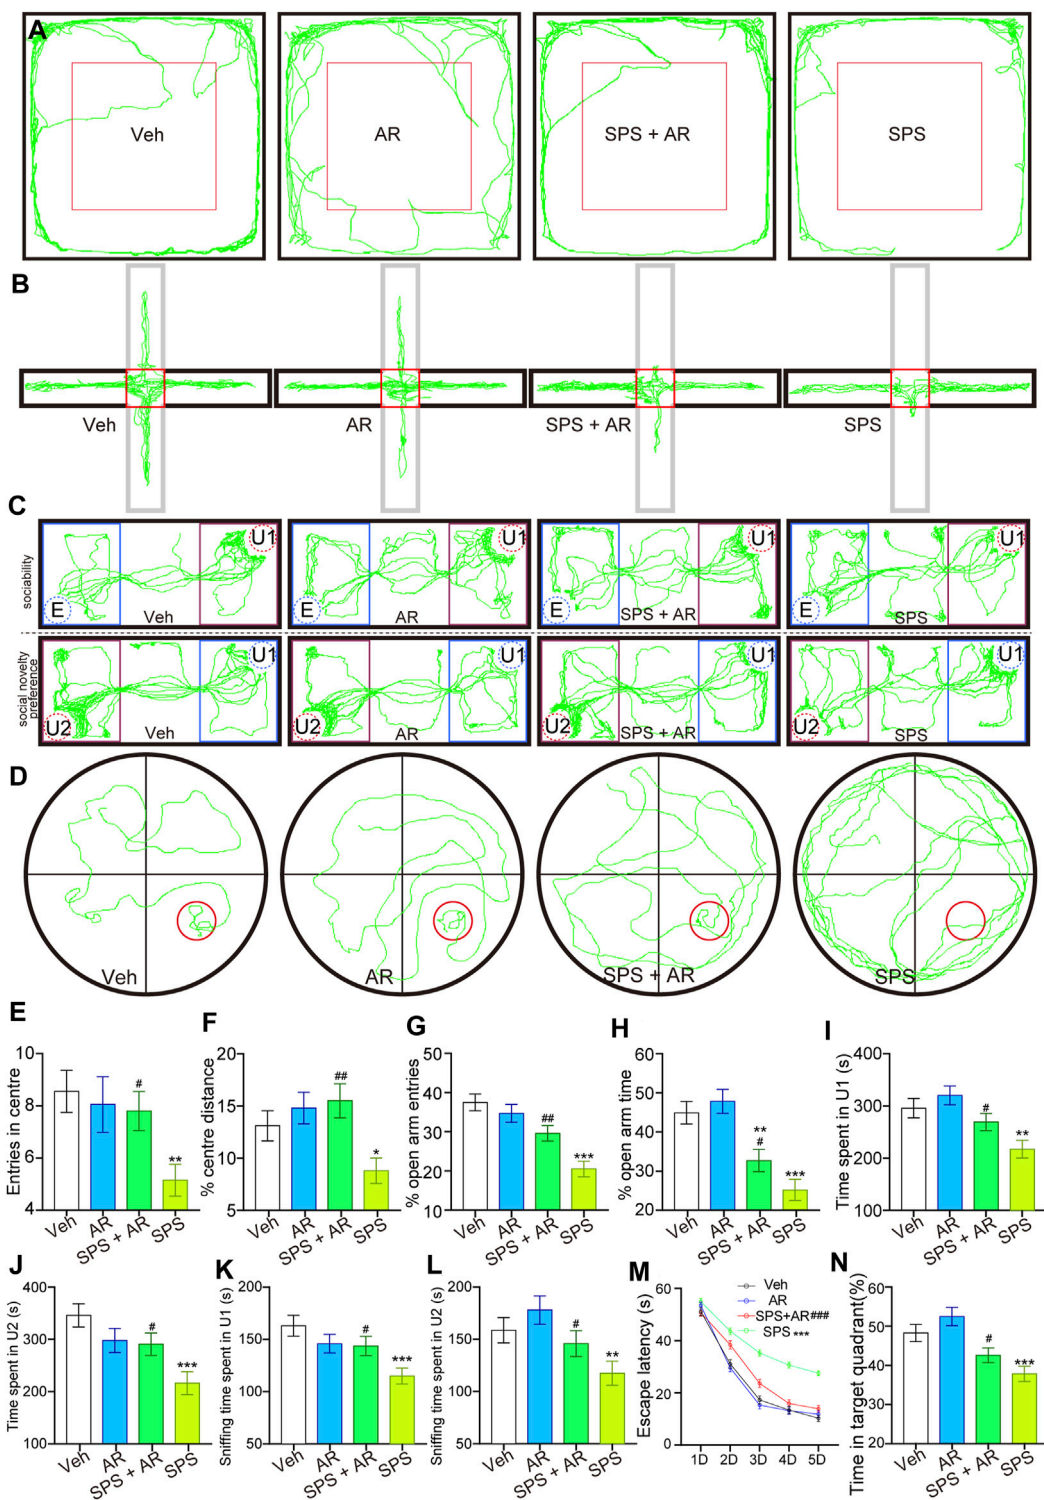 A
Veh
AR
SPS + AR
SPS
B
Veh
AR
SPS + AR
SPS
C
sociability
E
U1
Veh
E
U1
AR
E
U1
SPS + AR
E
U1
SPS
social novelty
preference
U2
U1
Veh
U2
U1
AR
U2
U1
SPS + AR
U2
U1
SPS
D
Veh
AR
SPS + AR
SPS
E
Entries in centre
10
8
6
4
#
**
Veh
AR
SPS + AR
SPS
F
% centre distance
20
15
10
5
##
*
Veh
AR
SPS + AR
SPS
G
% open arm entries
50
40
30
20
10
##
***
Veh
AR
SPS + AR
SPS
H
% open arm time
60
50
40
30
20
**
#
***
Veh
AR
SPS + AR
SPS
I
Time spent in U1 (s)
400
300
200
100
#
**
Veh
AR
SPS + AR
SPS
J
Time spent in U2 (s)
400
300
200
100
#
***
Veh
AR
SPS + AR
SPS
K
Sniffing time spent in U1 (s)
200
150
100
50
#
***
Veh
AR
SPS + AR
SPS
L
Sniffing time spent in U2 (s)
200
150
100
50
#
**
Veh
AR
SPS + AR
SPS
M
Escape latency (s)
60
40
20
0
Veh
AR
SPS+AR###
SPS ***
1D
2D
3D
4D
5D
N
Time in target quadrant(%)
60
50
40
30
20
#
***
Veh
AR
SPS + AR
SPS